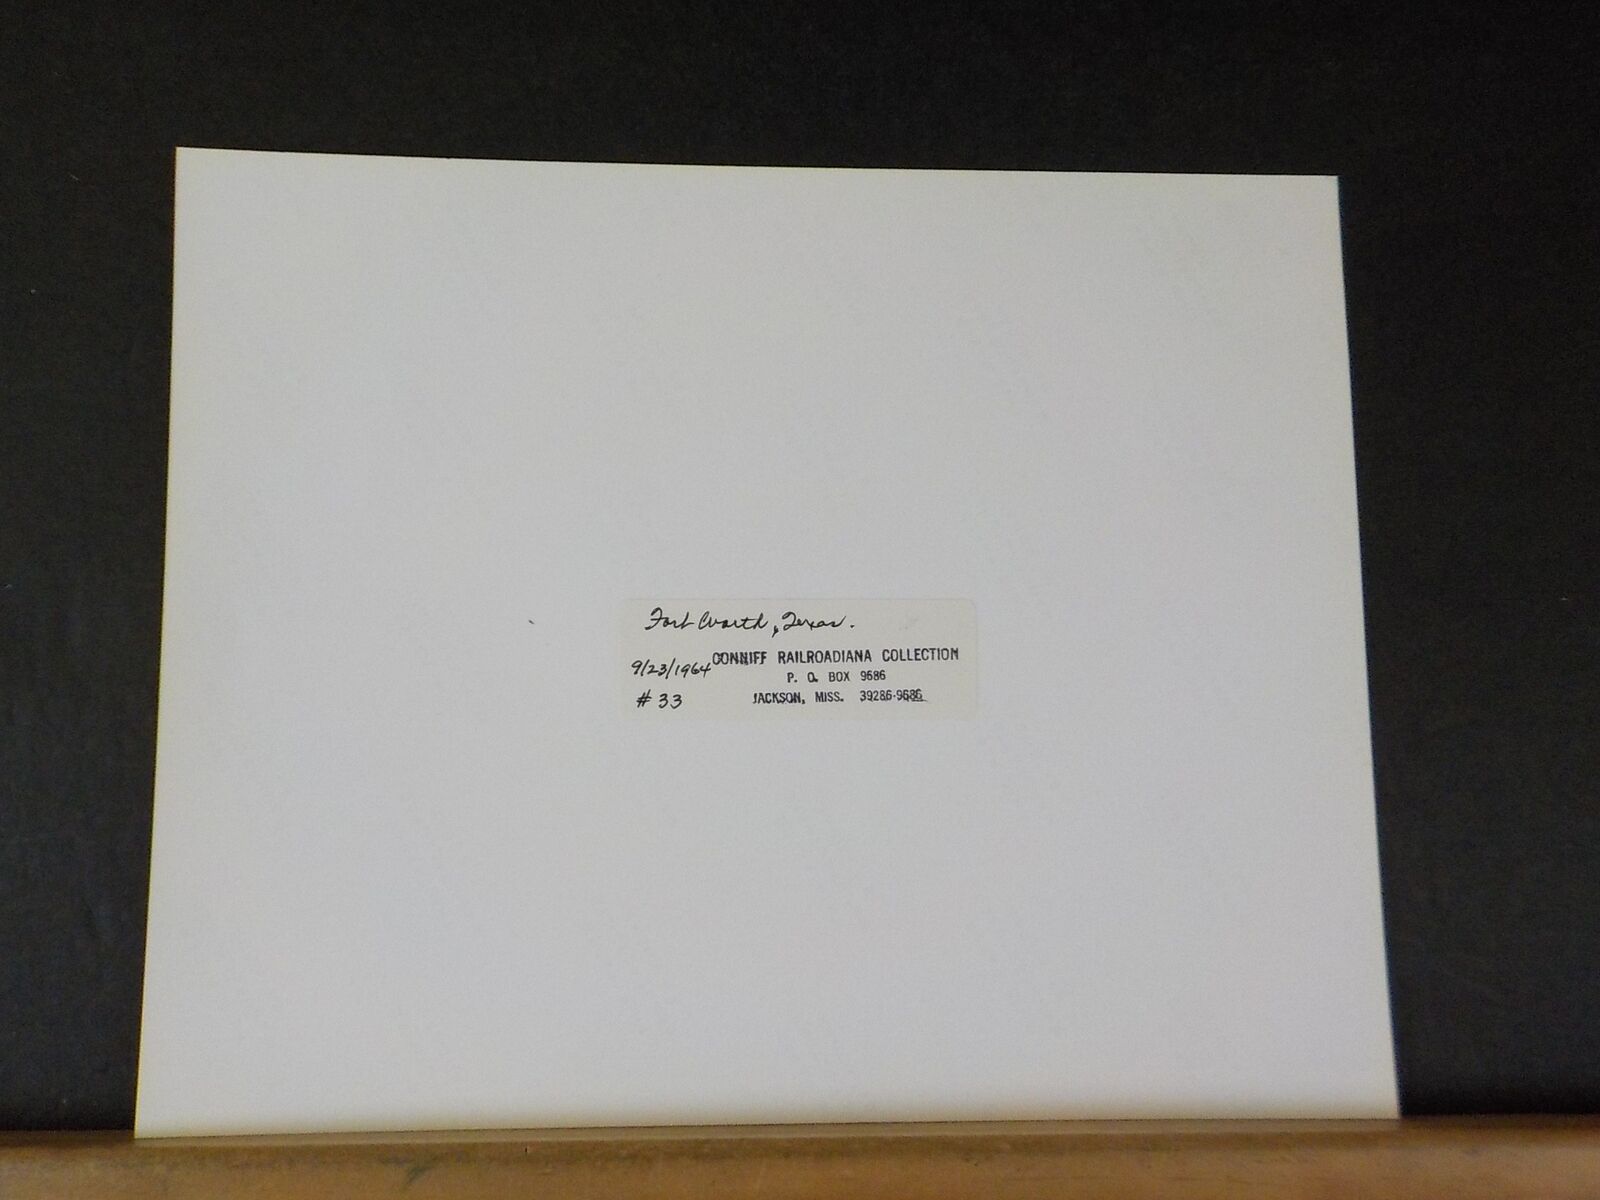 Fort Worth, Texas.
9/23/1964 CONNIFF RAILROADIANA COLLECTION
P. O. BOX 9686
# 33 JACKSON, MISS. 39286-9686